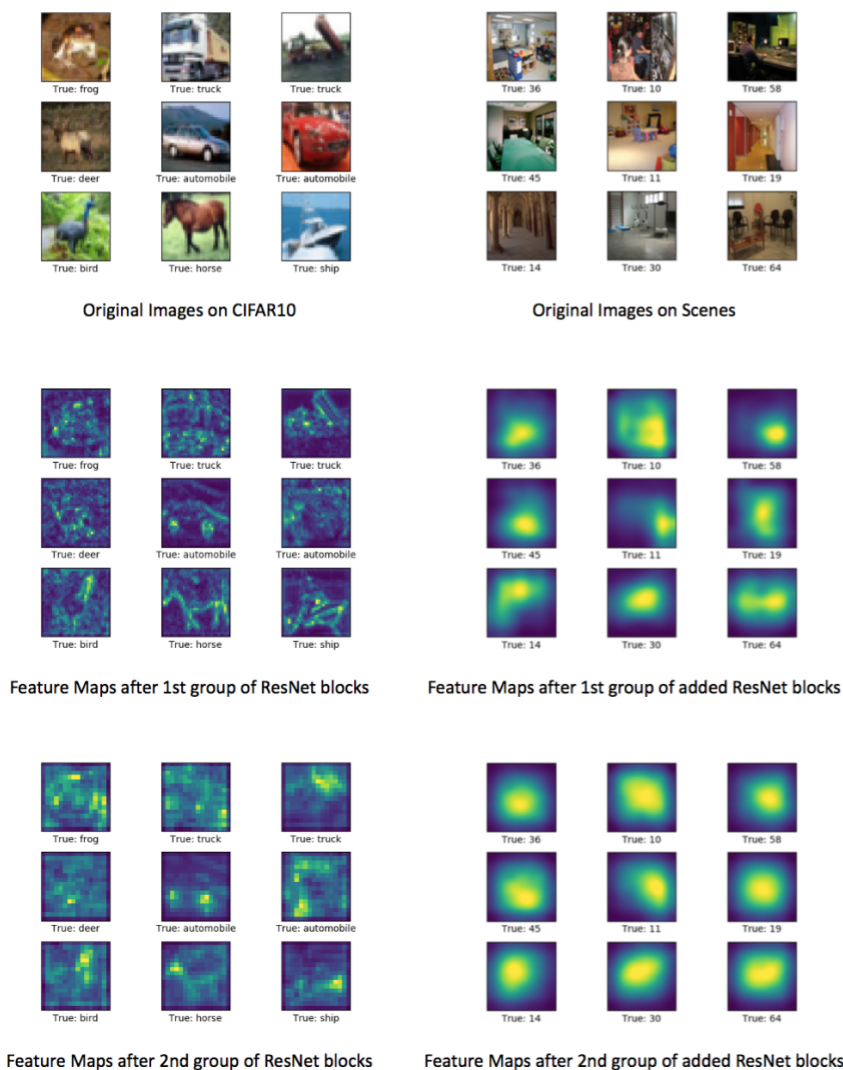 True: frog True: truck True: truck
True: deer True: automobile True: automobile
True: bird True: horse True: ship
Original Images on CIFAR10
True: 36 True: 10 True: 58
True: 45 True: 11 True: 19
True: 14 True: 30 True: 64
Original Images on Scenes
True: frog True: truck True: truck
True: deer True: automobile True: automobile
True: bird True: horse True: ship
Feature Maps after 1st group of ResNet blocks
True: 36 True: 10 True: 58
True: 45 True: 11 True: 19
True: 14 True: 30 True: 64
Feature Maps after 1st group of added ResNet blocks
True: frog True: truck True: truck
True: deer True: automobile True: automobile
True: bird True: horse True: ship
Feature Maps after 2nd group of ResNet blocks
True: 36 True: 10 True: 58
True: 45 True: 11 True: 19
True: 14 True: 30 True: 64
Feature Maps after 2nd group of added ResNet blocks